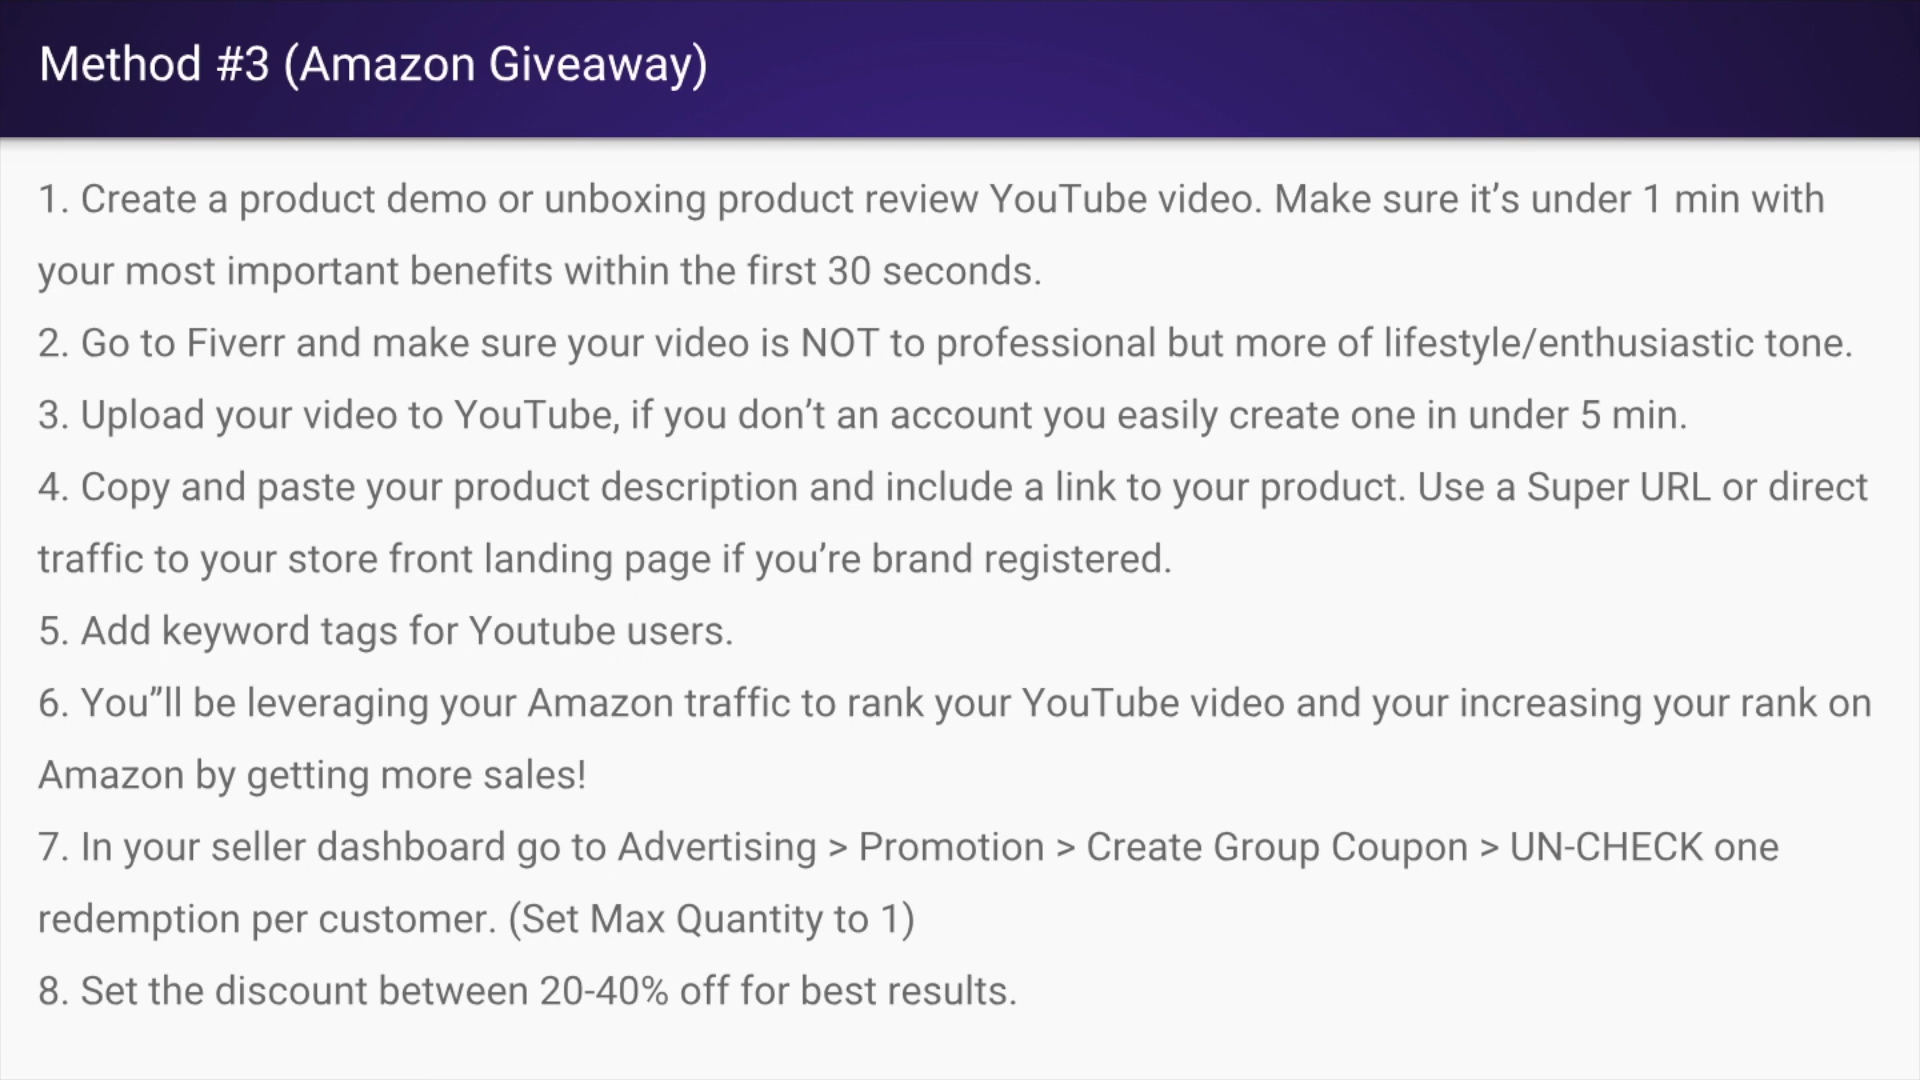 Method #3 (Amazon Giveaway)
1. Create a product demo or unboxing product review YouTube video. Make sure it’s under 1 min with
your most important benefits within the first 30 seconds.
2. Go to Fiverr and make sure your video is NOT to professional but more of lifestyle/enthusiastic tone.
3. Upload your video to YouTube, if you don’t an account you easily create one in under 5 min.
4. Copy and paste your product description and include a link to your product. Use a Super URL or direct
traffic to your store front landing page if you’re brand registered.
5. Add keyword tags for Youtube users.
6. You”ll be leveraging your Amazon traffic to rank your YouTube video and your increasing your rank on
Amazon by getting more sales!
7. In your seller dashboard go to Advertising > Promotion > Create Group Coupon > UN-CHECK one
redemption per customer. (Set Max Quantity to 1)
8. Set the discount between 20-40% off for best results.